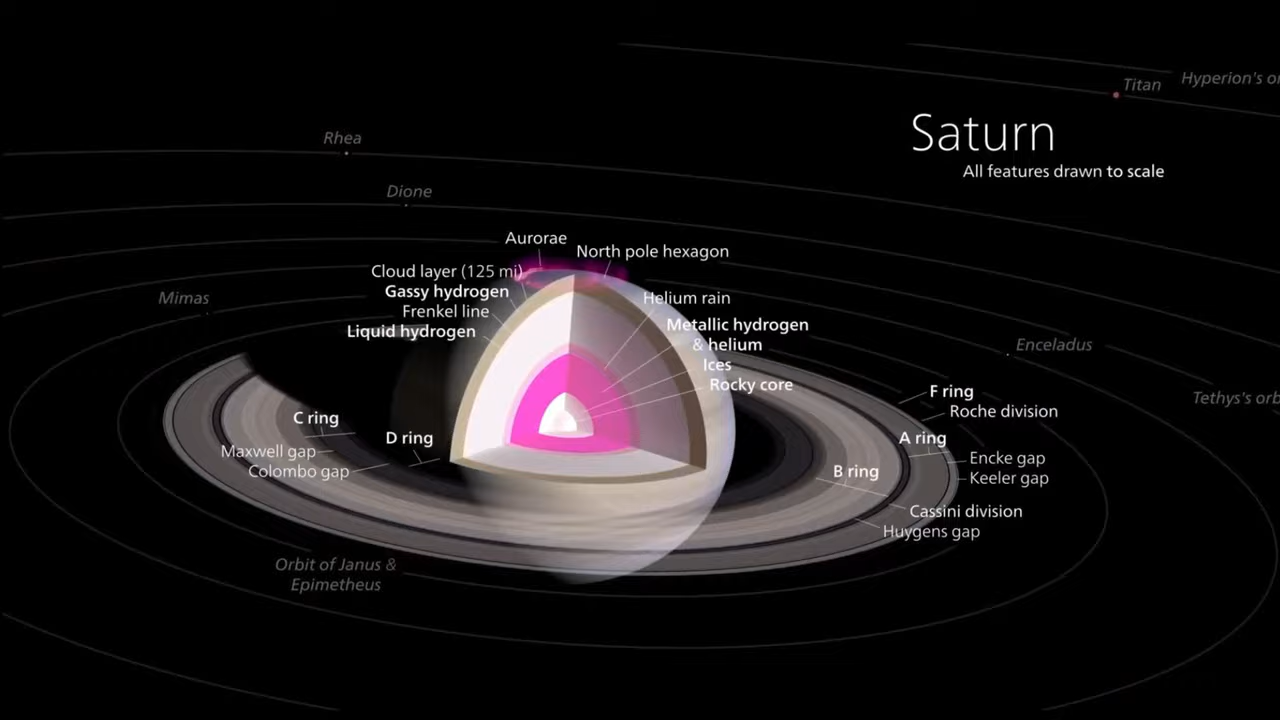 Titan
Hyperion's or
Saturn
All features drawn to scale
Rhea
Dione
Aurorae
North pole hexagon
Cloud layer (125 mi)
Gassy hydrogen
Frenkel line
Liquid hydrogen
Helium rain
Metallic hydrogen
& helium
Ices
Rocky core
Mimas
Enceladus
Tethys's orb
F ring
Roche division
A ring
Encke gap
Keeler gap
B ring
Cassini division
Huygens gap
C ring
D ring
Maxwell gap
Colombo gap
Orbit of Janus &
Epimetheus